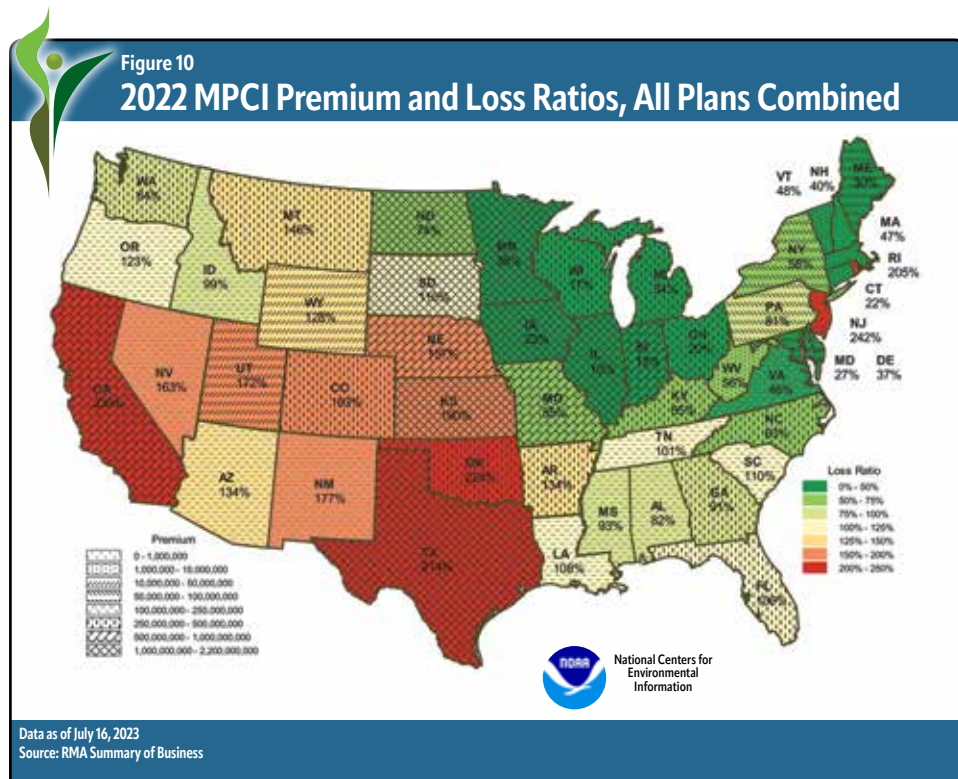 Figure 10
2022 MPCI Premium and Loss Ratios, All Plans Combined
WA
84%
OR
123%
ID
99%
MT
146%
WY
128%
ND
SD
NE
KS
NV
163%
UT
172%
CO
CA
AZ
134%
NM
177%
TX
214%
OK
MN
IA
WI
17%
IL
MO
AR
134%
LA
108%
MS
93%
AL
82%
GA
91%
TN
101%
KY
SC
110%
NC
VA
WV
PA
81%
NY
ME
VT
48%
NH
40%
MA
47%
RI
205%
CT
22%
NJ
242%
MD
27%
DE
37%
Loss Ratio
0% - 50%
50% - 75%
75% - 100%
100% - 125%
125% - 150%
150% - 200%
200% - 250%
Premium
0 - 1,000,000
1,000,000 - 10,000,000
10,000,000 - 50,000,000
50,000,000 - 100,000,000
100,000,000 - 250,000,000
250,000,000 - 500,000,000
500,000,000 - 1,000,000,000
1,000,000,000 - 2,200,000,000
NOAA
National Centers for
Environmental
Information
Data as of July 16, 2023
Source: RMA Summary of Business